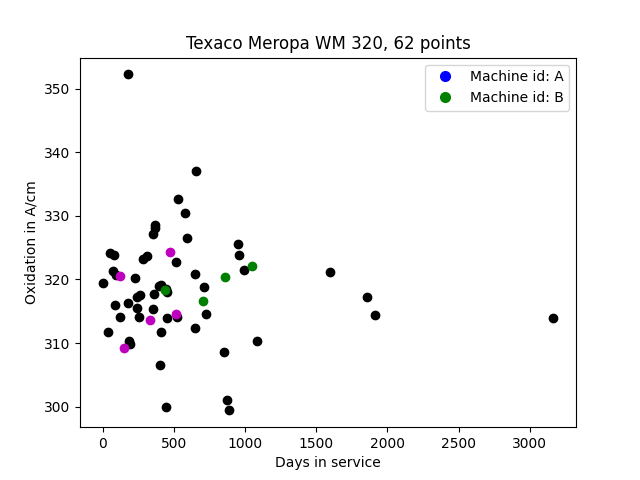 Texaco Meropa WM 320, 62 points
Machine id: A
Machine id: B
Oxidation in A/cm
350
340
330
320
310
300
0 500 1000 1500 2000 2500 3000
Days in service